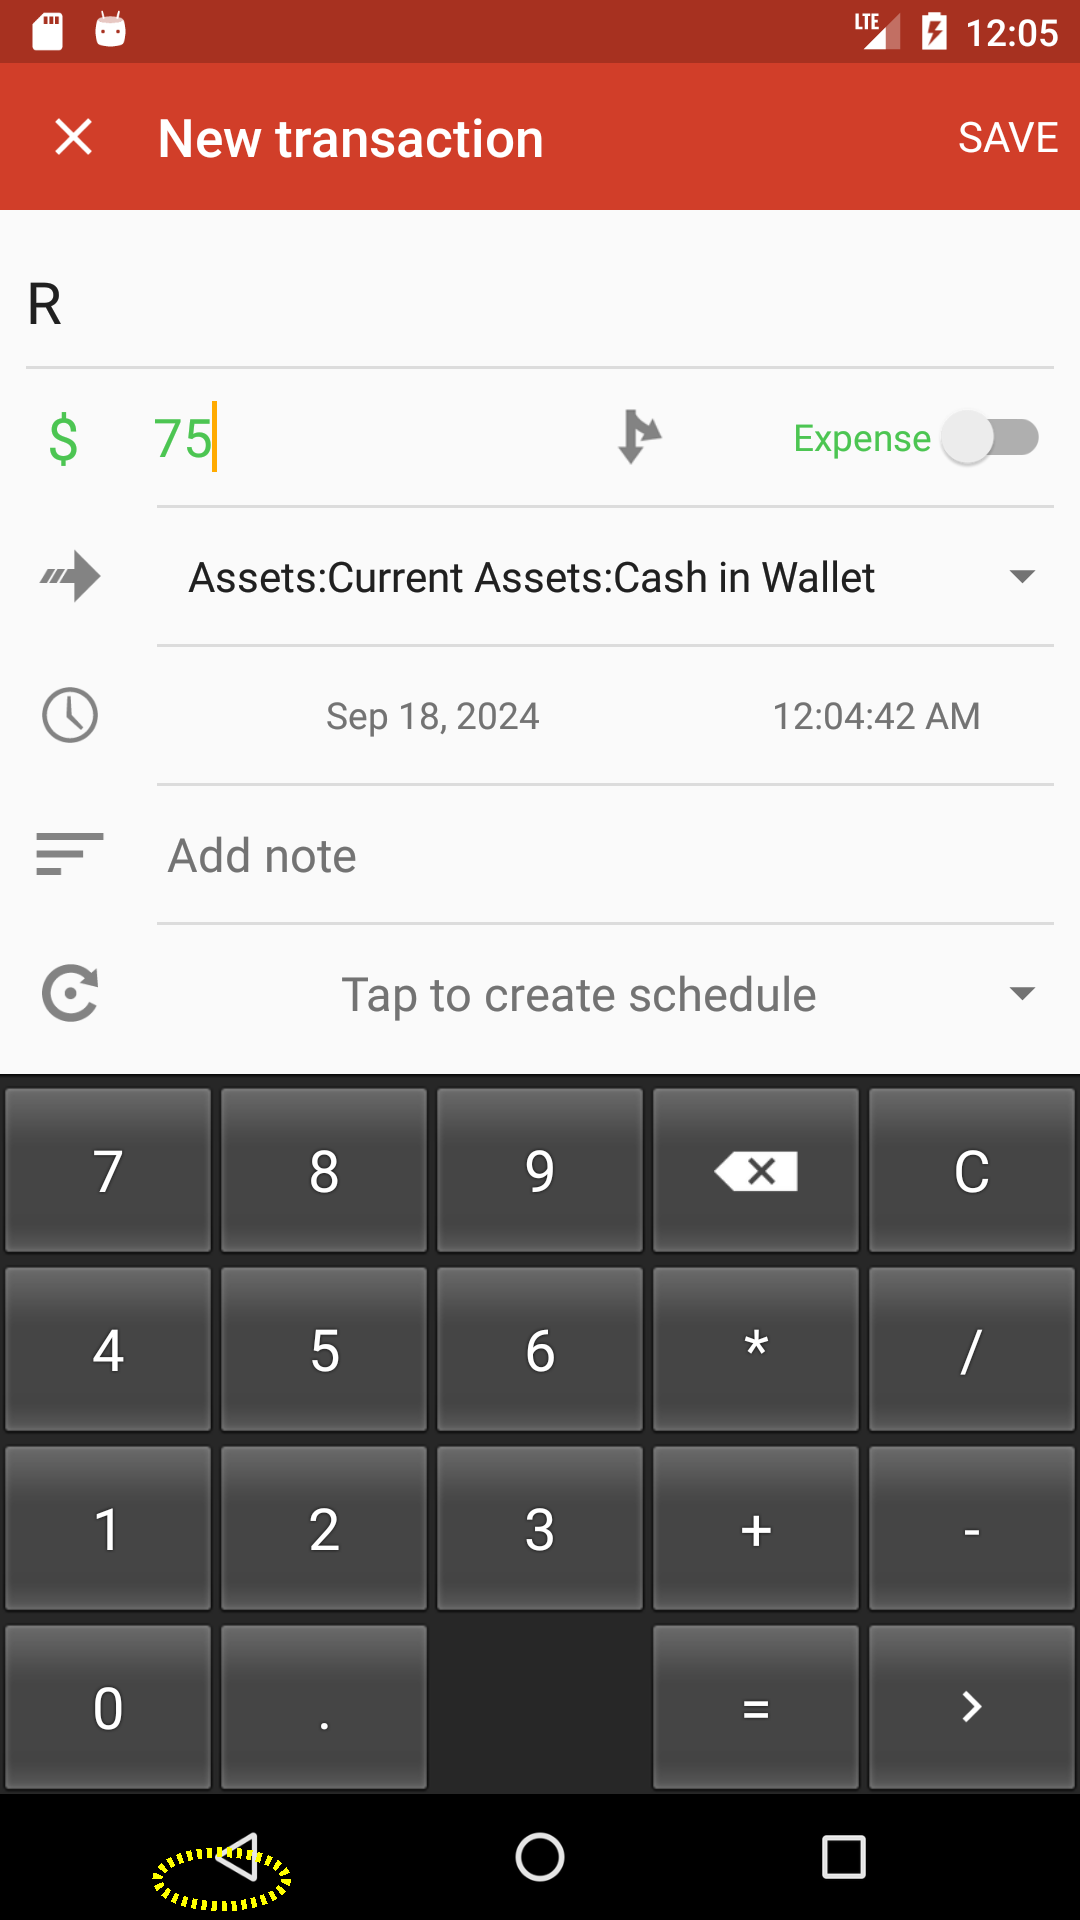 LTE 12:05
New transaction SAVE
R
$ 75 Expense
Assets:Current Assets:Cash in Wallet
Sep 18, 2024 12:04:42 AM
Add note
Tap to create schedule
7 8 9 C
4 5 6 * /
1 2 3 + -
0 . = >